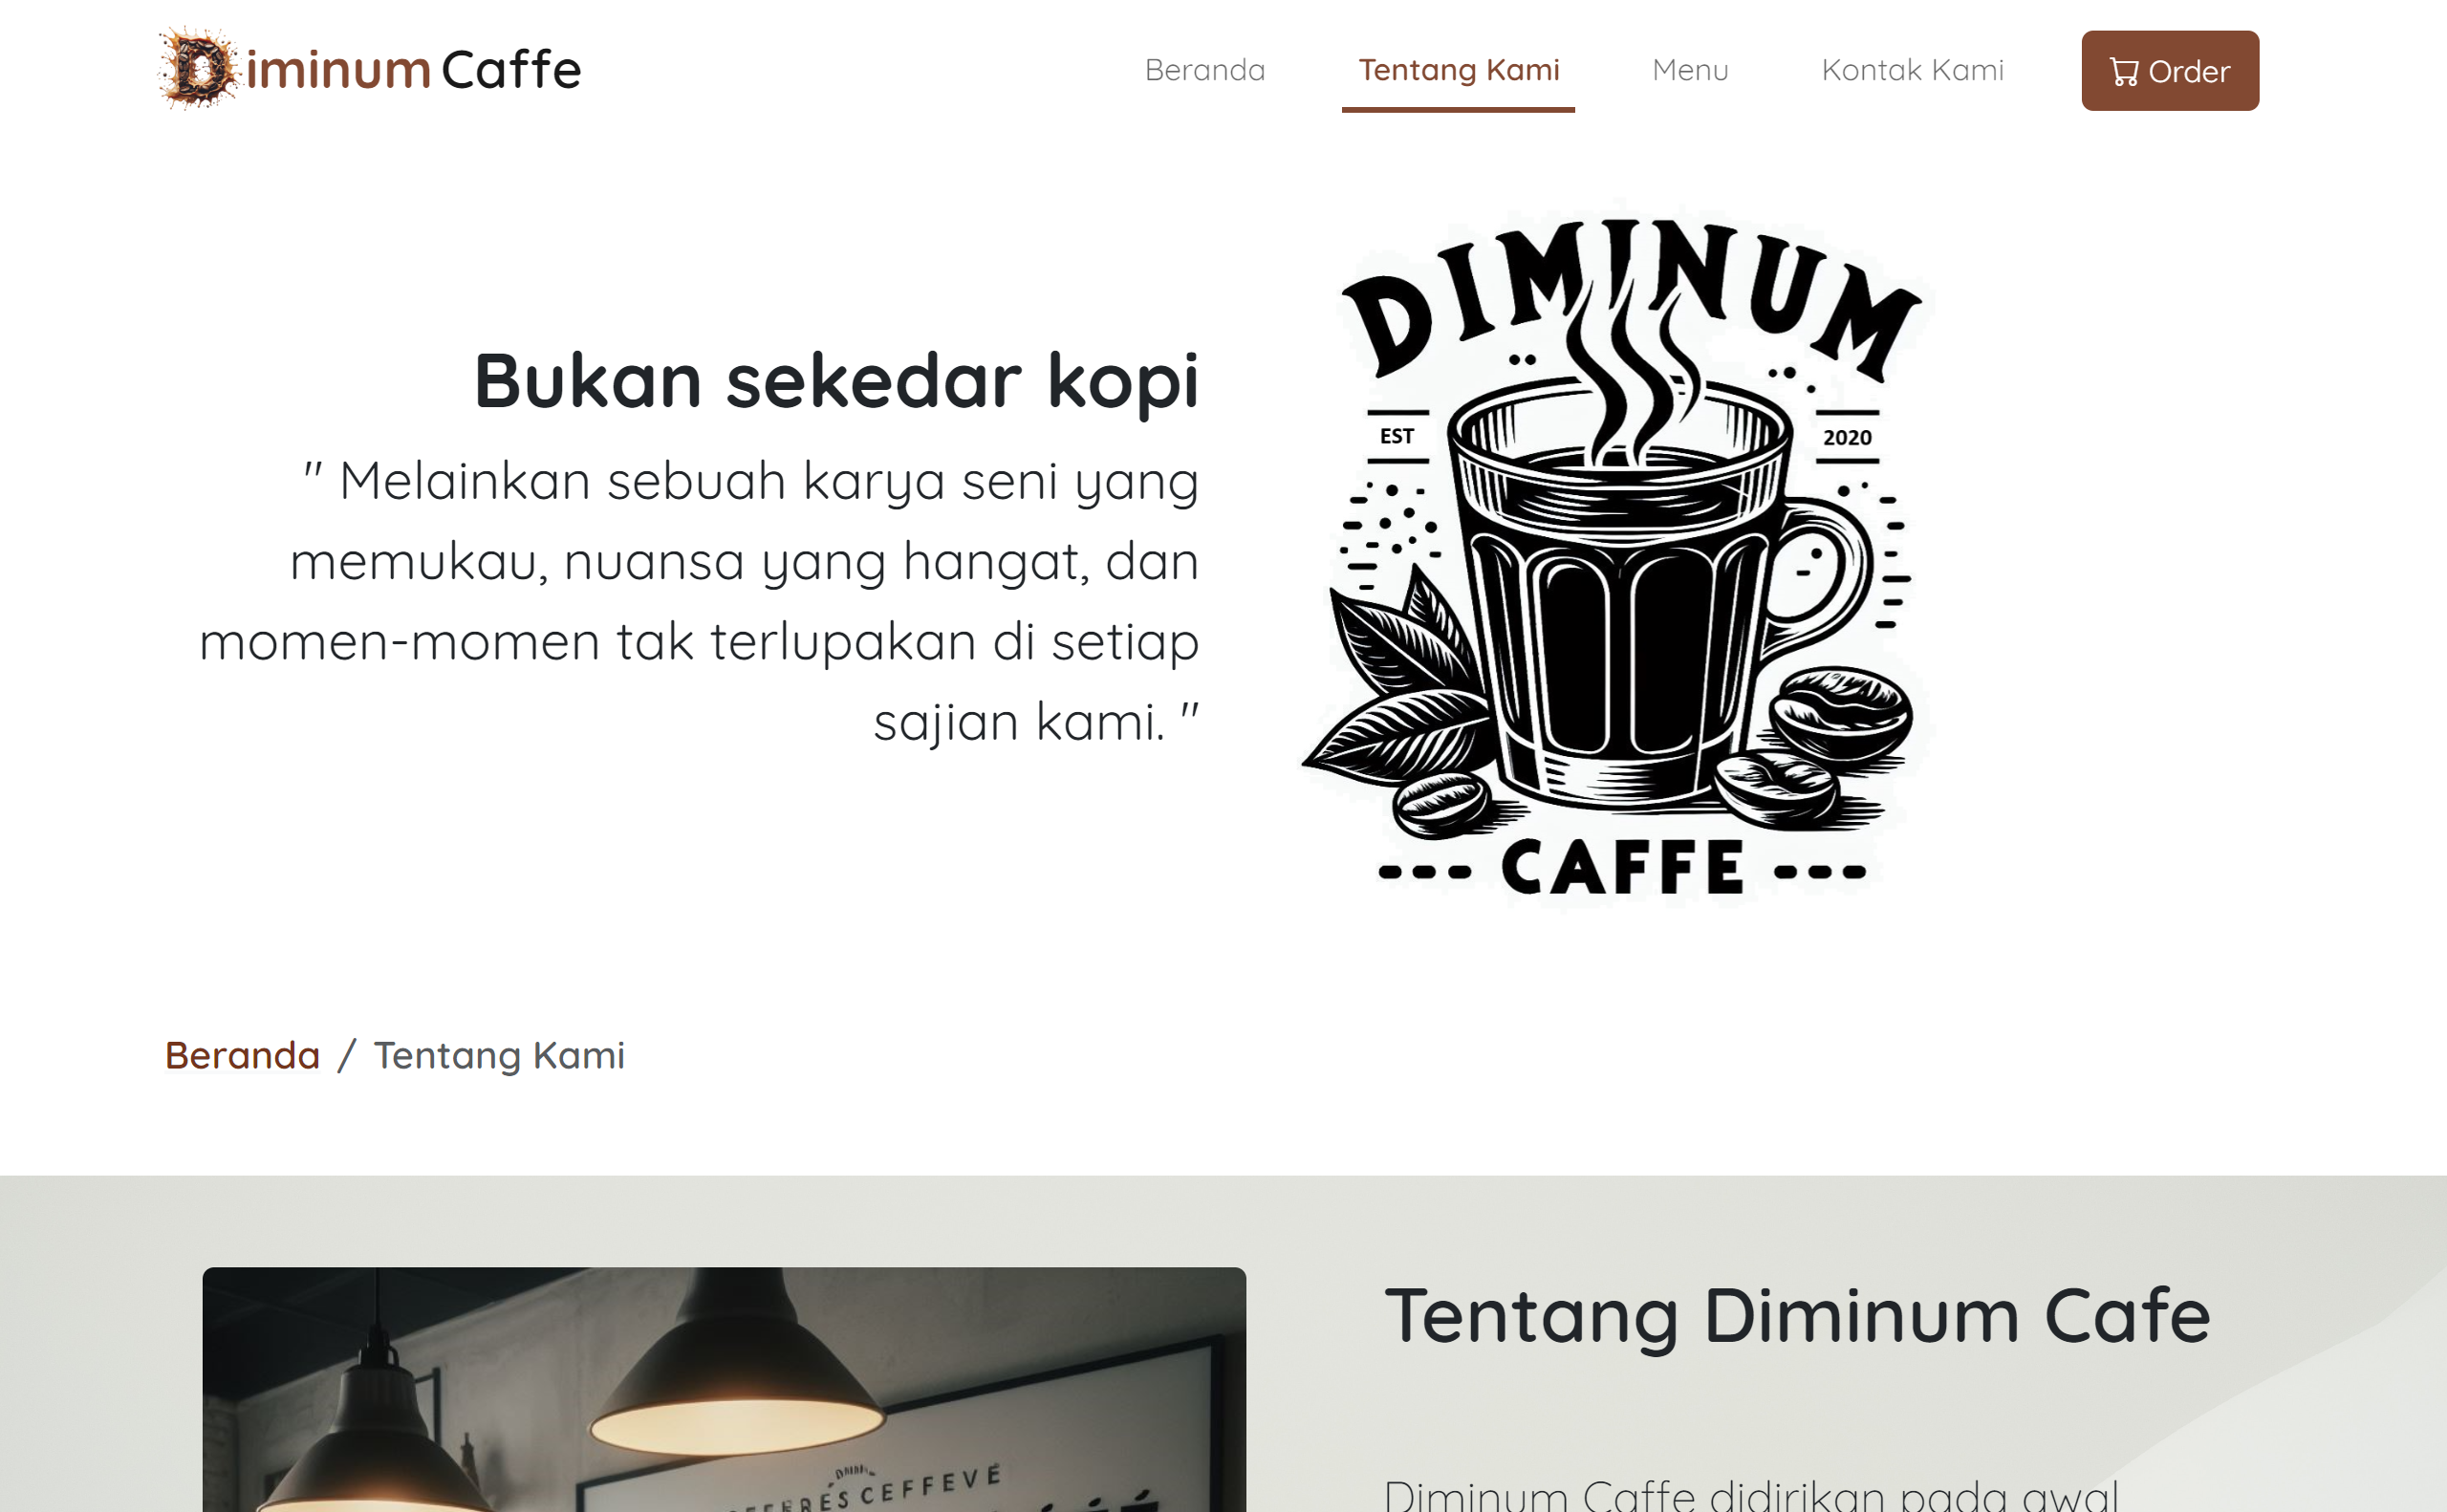 Diminum Caffe
Beranda
Tentang Kami
Menu
Kontak Kami
Order
Bukan sekedar kopi
" Melainkan sebuah karya seni yang
memukau, nuansa yang hangat, dan
momen-momen tak terlupakan di setiap
sajian kami. "
DIMINUM
EST
2020
--- CAFFE ---
Beranda / Tentang Kami
Tentang Diminum Cafe
CEFFEVE
Diminum Caffe didirikan pada awal